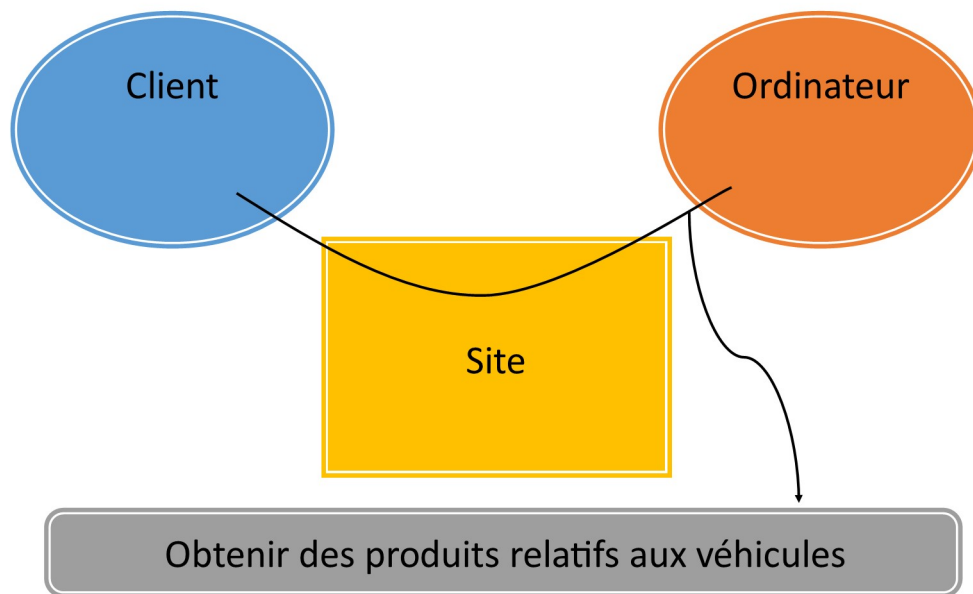 Client
Ordinateur
Site
Obtenir des produits relatifs aux véhicules